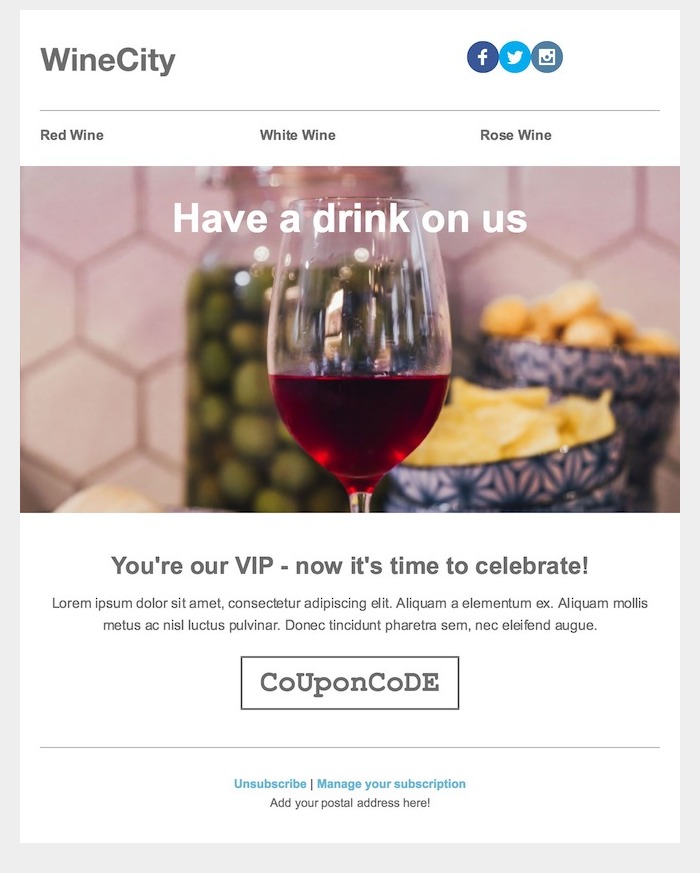 WineCity
Red Wine
White Wine
Rose Wine
Have a drink on us
You're our VIP - now it's time to celebrate!
Lorem ipsum dolor sit amet, consectetur adipiscing elit. Aliquam a elementum ex. Aliquam mollis
metus ac nisl luctus pulvinar. Donec tincidunt pharetra sem, nec eleifend augue.
CoUponCoDE
Unsubscribe | Manage your subscription
Add your postal address here!